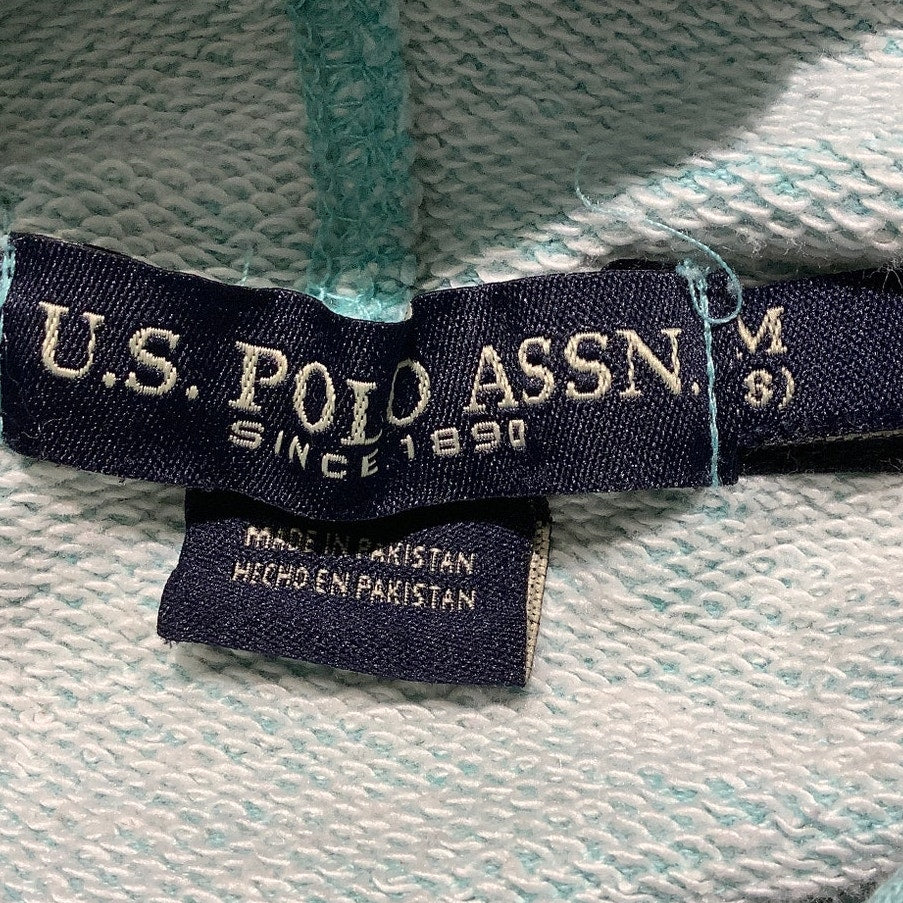 U.S. POLO ASSN.
SINCE 1890
M
8)
MADE IN PAKISTAN
HECHO EN PAKISTAN